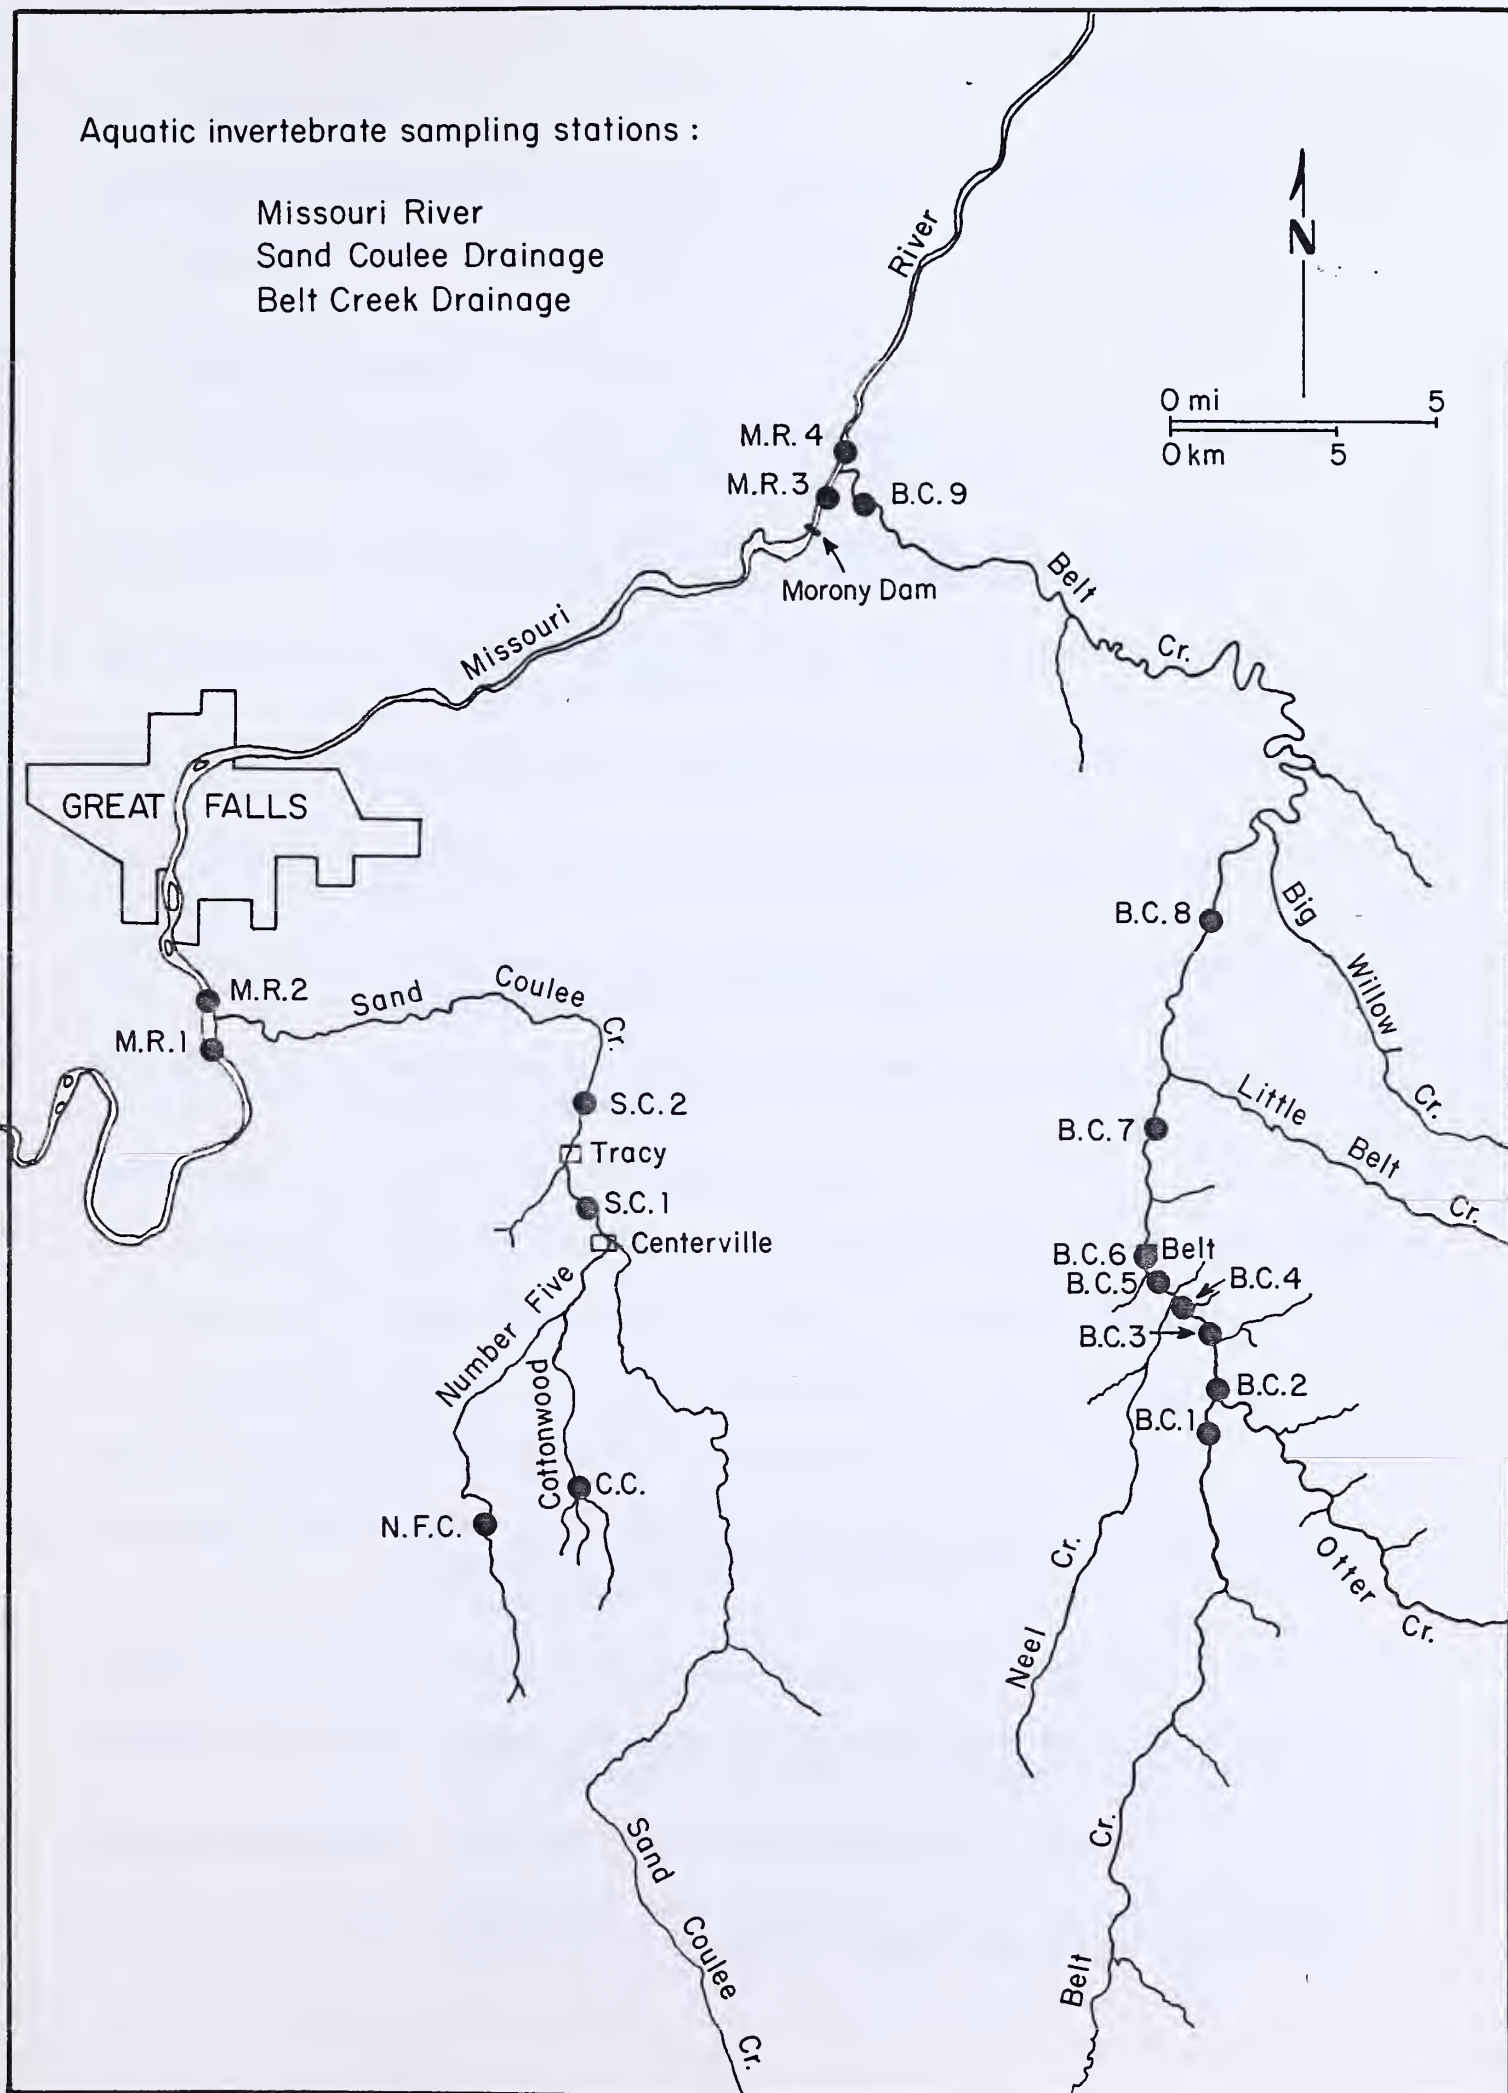 Aquatic invertebrate sampling stations :
Missouri River
Sand Coulee Drainage
Belt Creek Drainage
River
N
0 mi 5
0 km 5
M.R. 4
M.R. 3
B.C. 9
Morony Dam
Belt Cr.
Missouri
GREAT FALLS
B.C. 8
Big Willow Cr.
M.R. 2
Sand Coulee Cr.
M.R. 1
S.C. 2
Little Belt Cr.
B.C. 7
Tracy
S.C. 1
Centerville
B.C. 6
Belt
B.C. 5
B.C. 4
Number Five
B.C. 3
Cottonwood
B.C. 2
B.C. 1
C.C.
N.F.C.
Otter Cr.
Neel Cr.
Sand Coulee Cr.
Belt Cr.